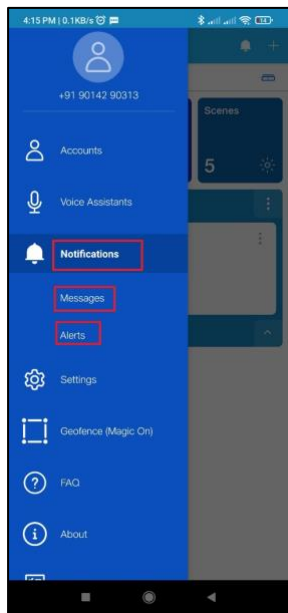 4:15 PM | 0.1KB/s
+91 90142 90313
Scenes
Accounts
5
Voice Assistants
Notifications
Messages
Alerts
Settings
Geofence (Magic On)
FAQ
About